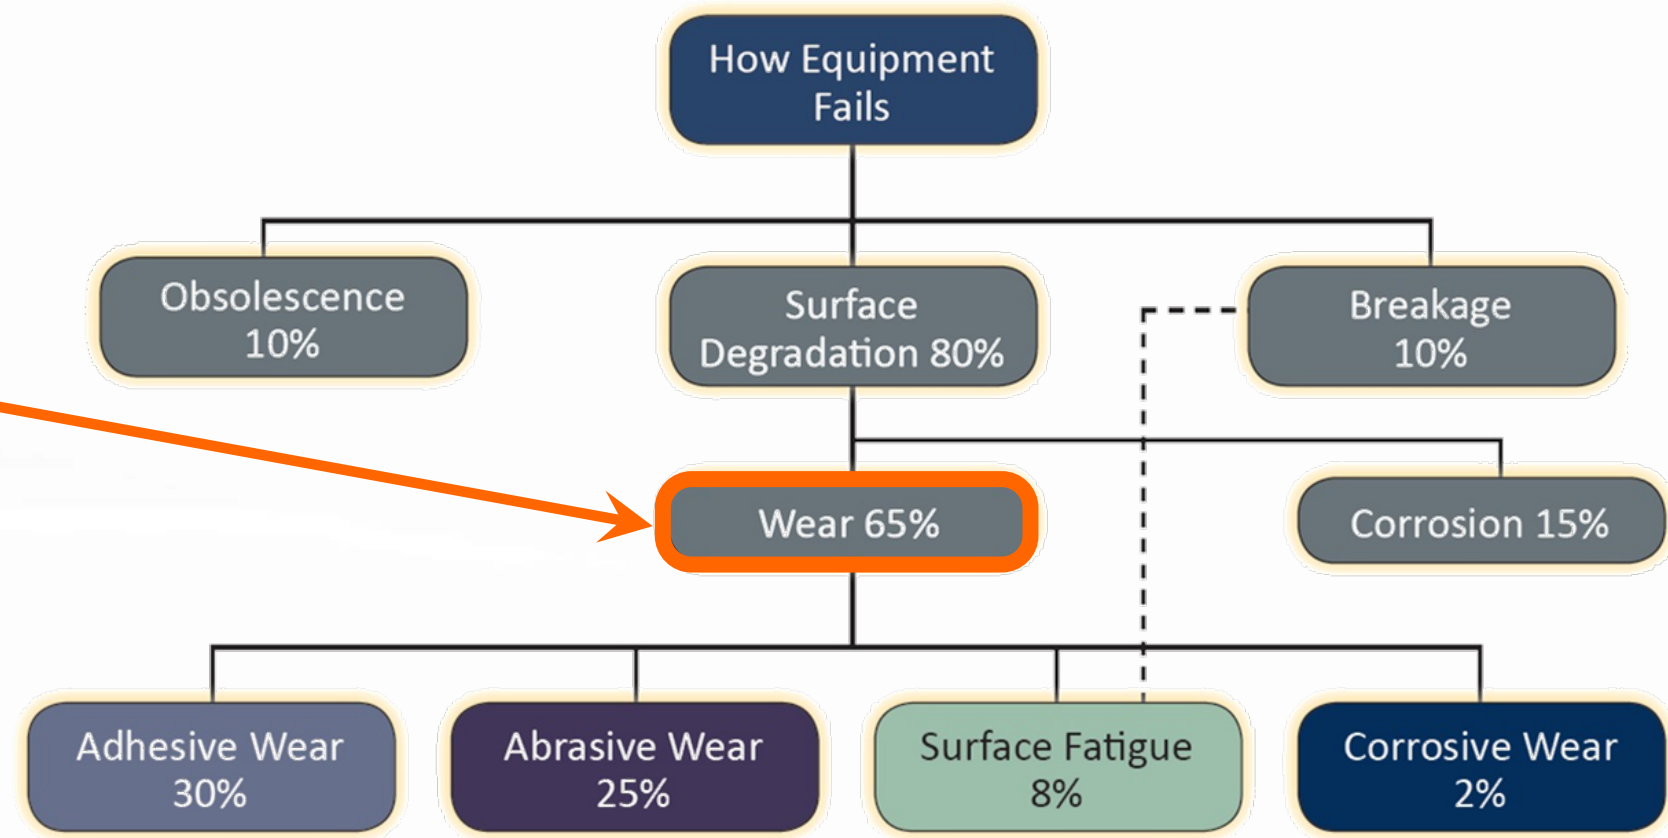 How Equipment
Fails
Obsolescence
10%
Surface
Degradation 80%
Breakage
10%
Wear 65%
Corrosion 15%
Adhesive Wear
30%
Abrasive Wear
25%
Surface Fatigue
8%
Corrosive Wear
2%